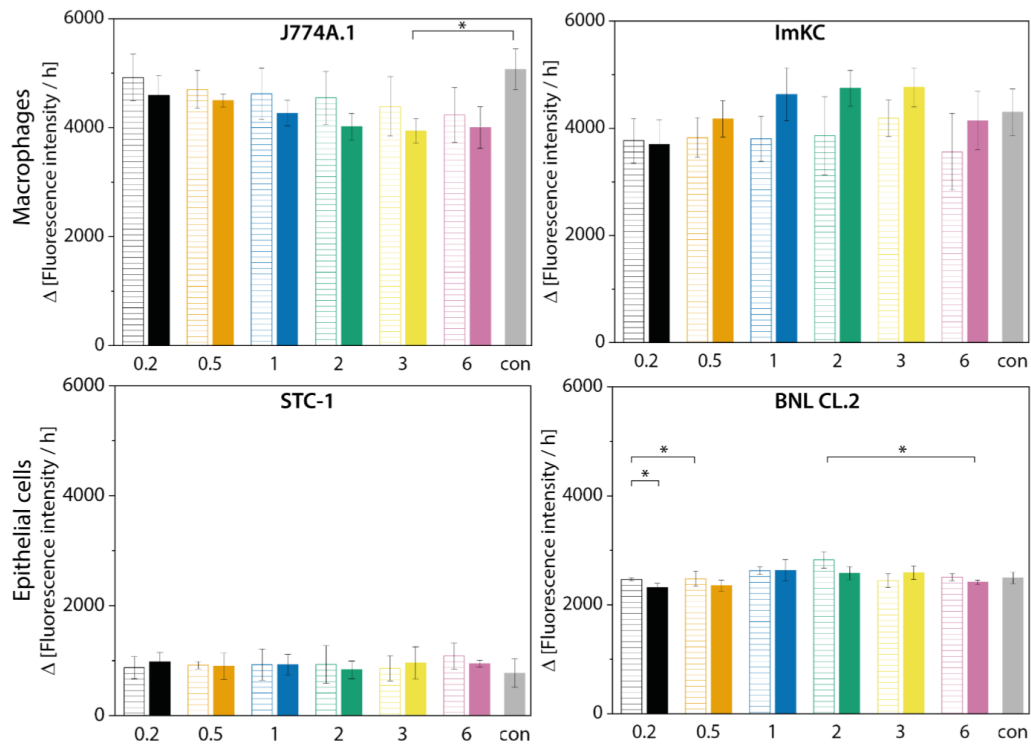 Macrophages
J774A.1
*
Δ [Fluorescence intensity / h]
6000
4000
2000
0
0.2 0.5 1 2 3 6 con
ImKC
Δ [Fluorescence intensity / h]
6000
4000
2000
0
0.2 0.5 1 2 3 6 con
Epithelial cells
STC-1
Δ [Fluorescence intensity / h]
6000
4000
2000
0
0.2 0.5 1 2 3 6 con
BNL CL.2
* * *
Δ [Fluorescence intensity / h]
6000
4000
2000
0
0.2 0.5 1 2 3 6 con